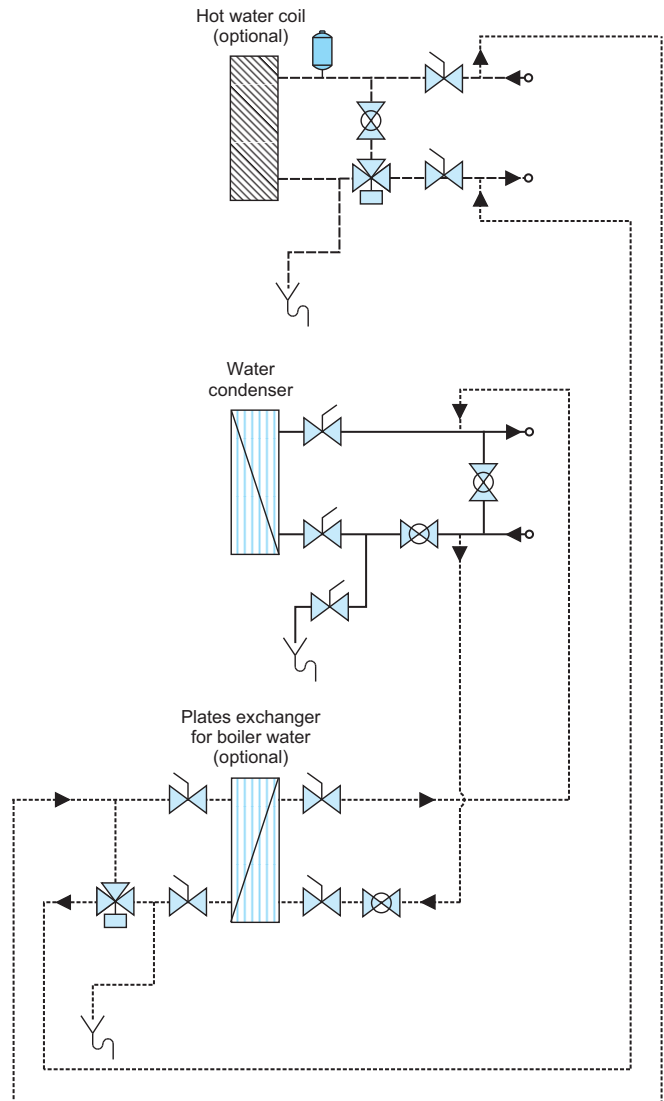 Hot water coil
(optional)
Water
condenser
Plates exchanger
for boiler water
(optional)